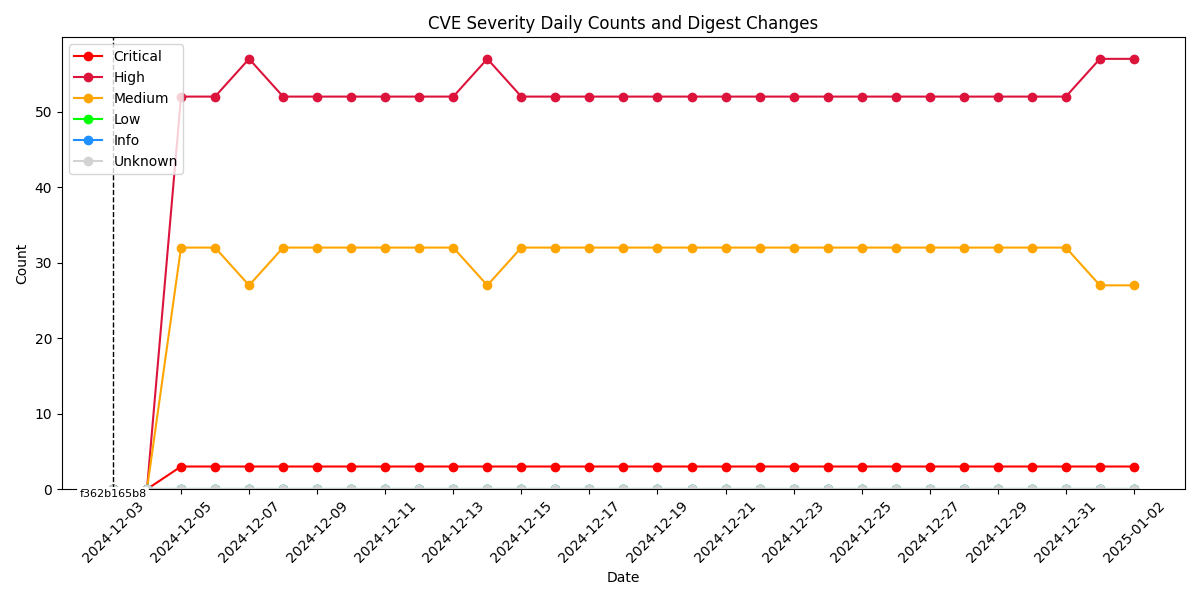 CVE Severity Daily Counts and Digest Changes
Critical
High
Medium
Low
Info
Unknown
Count
50
40
30
20
10
0
f362b165b8
2024-12-03
2024-12-05
2024-12-07
2024-12-09
2024-12-11
2024-12-13
2024-12-15
2024-12-17
2024-12-19
2024-12-21
2024-12-23
2024-12-25
2024-12-27
2024-12-29
2024-12-31
2025-01-02
Date